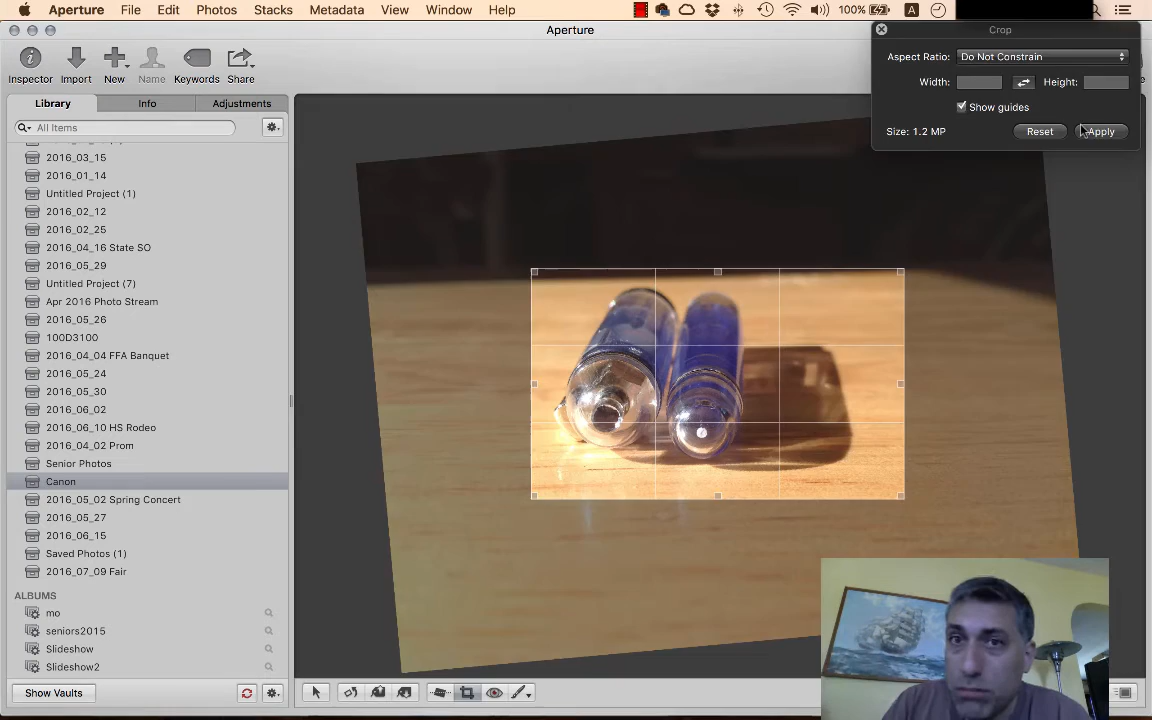 Aperture File Edit Photos Stacks Metadata View Window Help 100% A
Aperture
Crop
Aspect Ratio: Do Not Constrain
Width: Height:
Show guides
Size: 1.2 MP Reset Apply
Inspector Import New Name Keywords Share
Library Info Adjustments
All Items
2016_03_15
2016_01_14
Untitled Project (1)
2016_02_12
2016_02_25
2016_04_16 State SO
2016_05_29
Untitled Project (7)
Apr 2016 Photo Stream
2016_05_26
100D3100
2016_04_04 FFA Banquet
2016_05_24
2016_05_30
2016_06_02
2016_06_10 HS Rodeo
2016_04_02 Prom
Senior Photos
Canon
2016_05_02 Spring Concert
2016_05_27
2016_06_15
Saved Photos (1)
2016_07_09 Fair
ALBUMS
mo
seniors2015
Slideshow
Slideshow2
Show Vaults